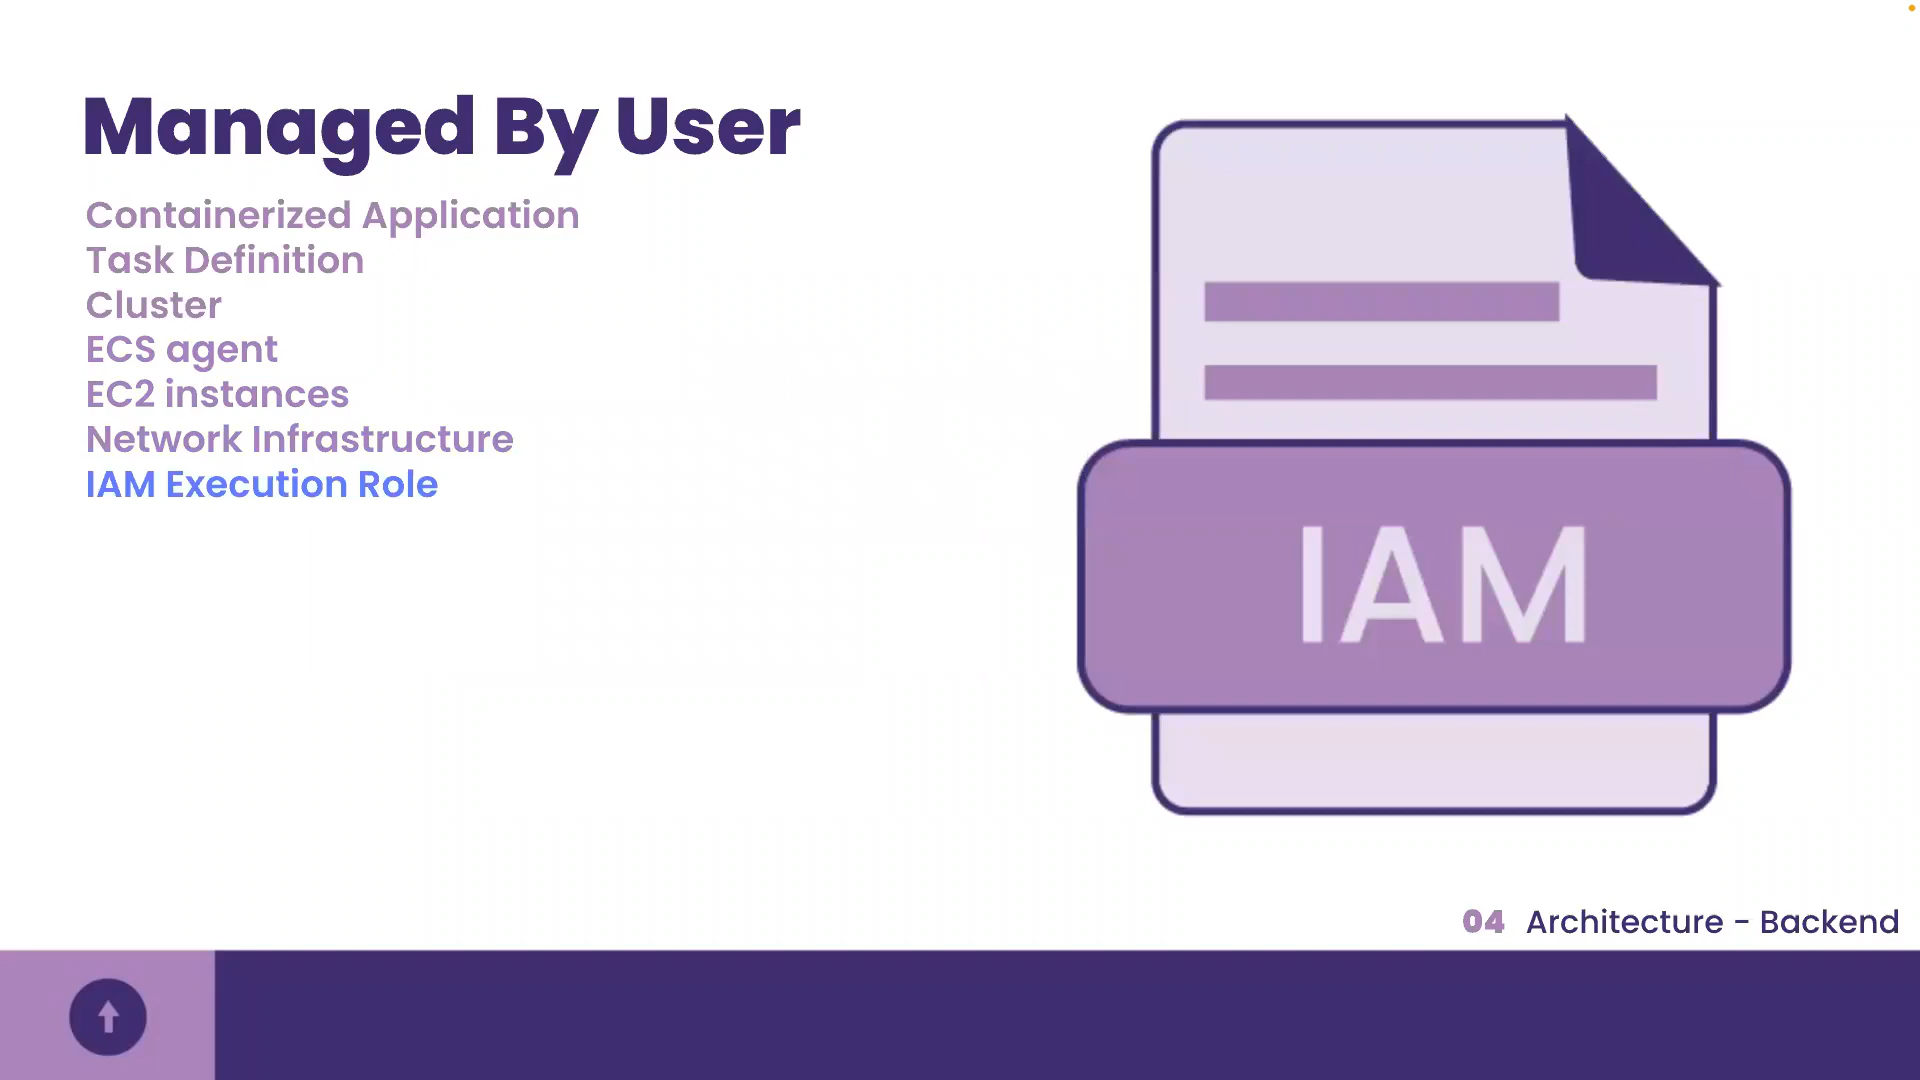 Managed By User
Containerized Application
Task Definition
Cluster
ECS agent
EC2 instances
Network Infrastructure
IAM Execution Role
IAM
04 Architecture - Backend